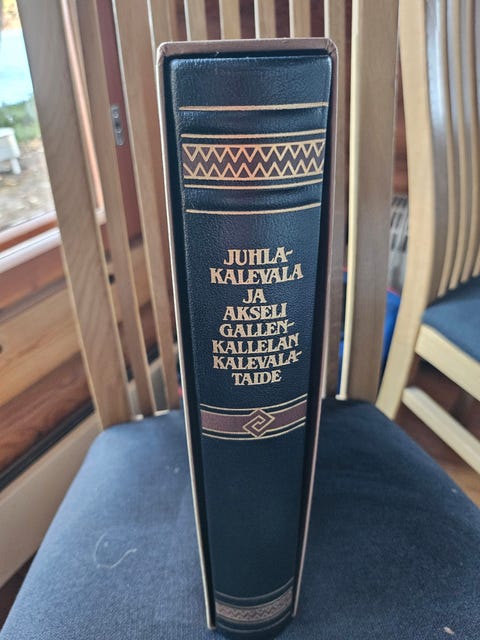 JUHLA-
KALEVALA
JA
AKSELI
GALLEN-
KALLELAN
KALEVALA-
TAIDE